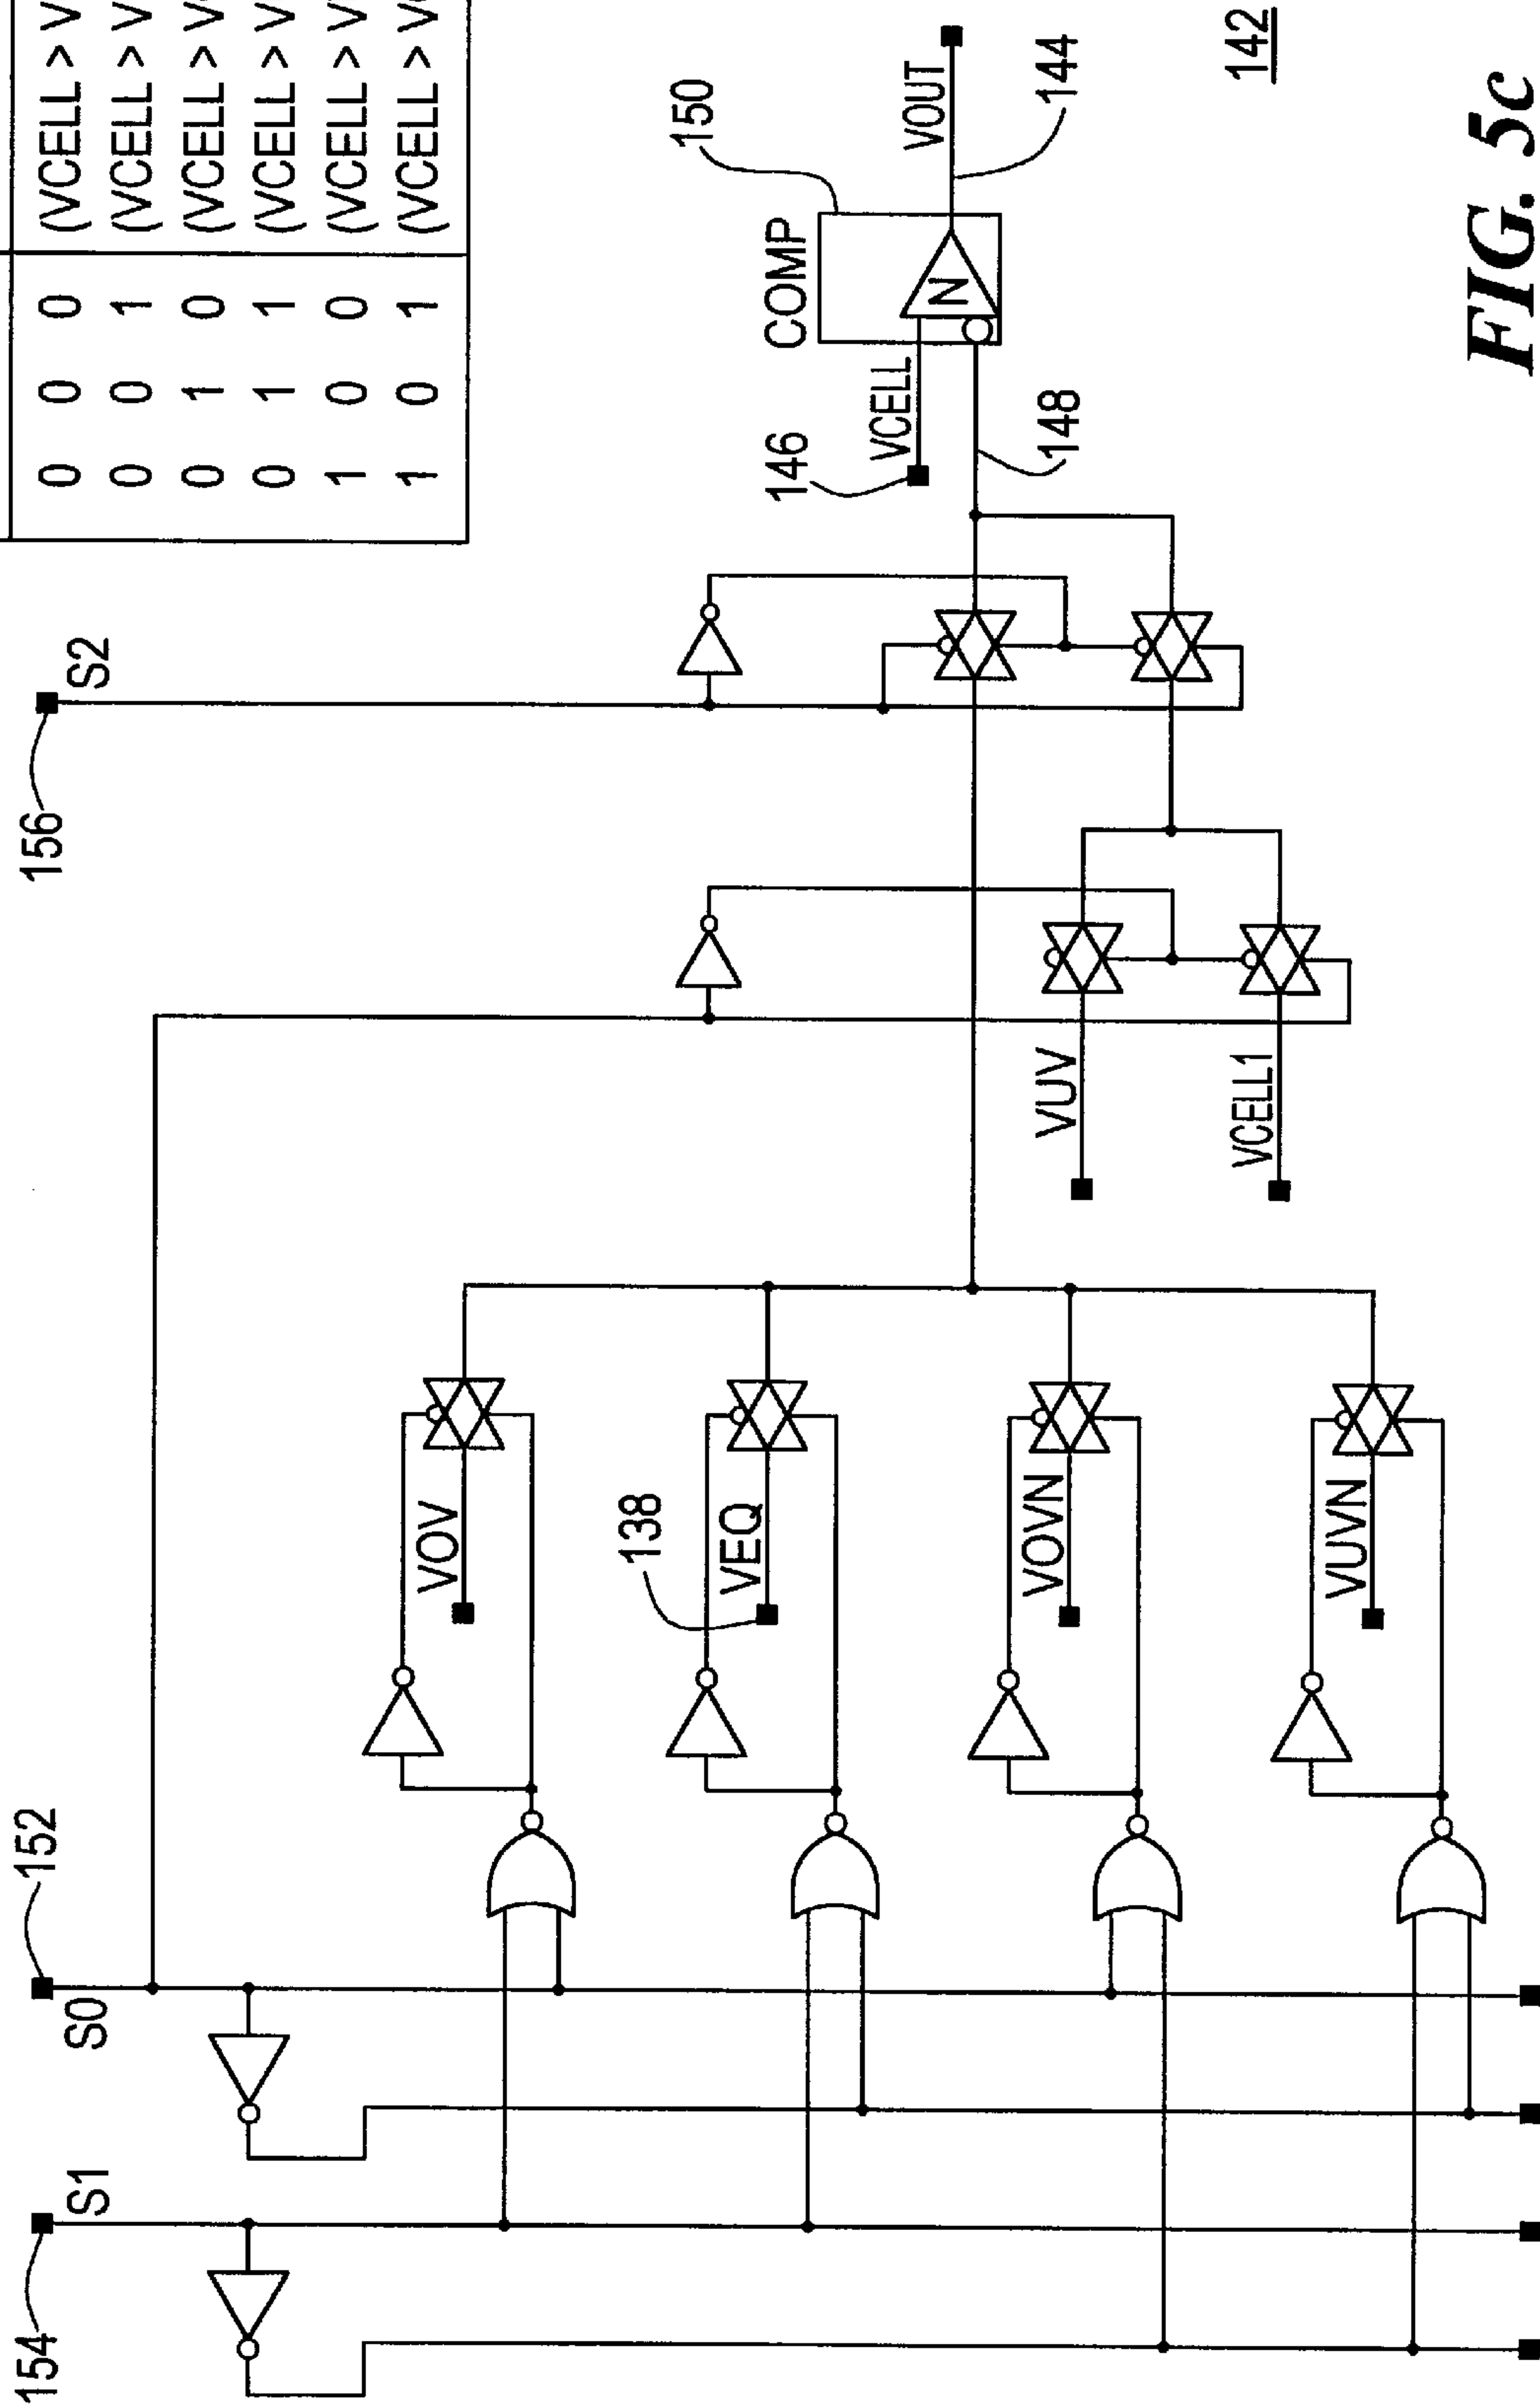 0 0 0 (VCELL > V
0 0 1 (VCELL > V
0 1 0 (VCELL > V
0 1 1 (VCELL > V
1 0 0 (VCELL > V
1 0 1 (VCELL > V
154
S1
152
S0
156
S2
VOV
138
VEQ
VOVN
VUVN
VUV
VCELL1
146
VCELL
148
COMP
150
N
VOUT
144
142
FIG. 5c